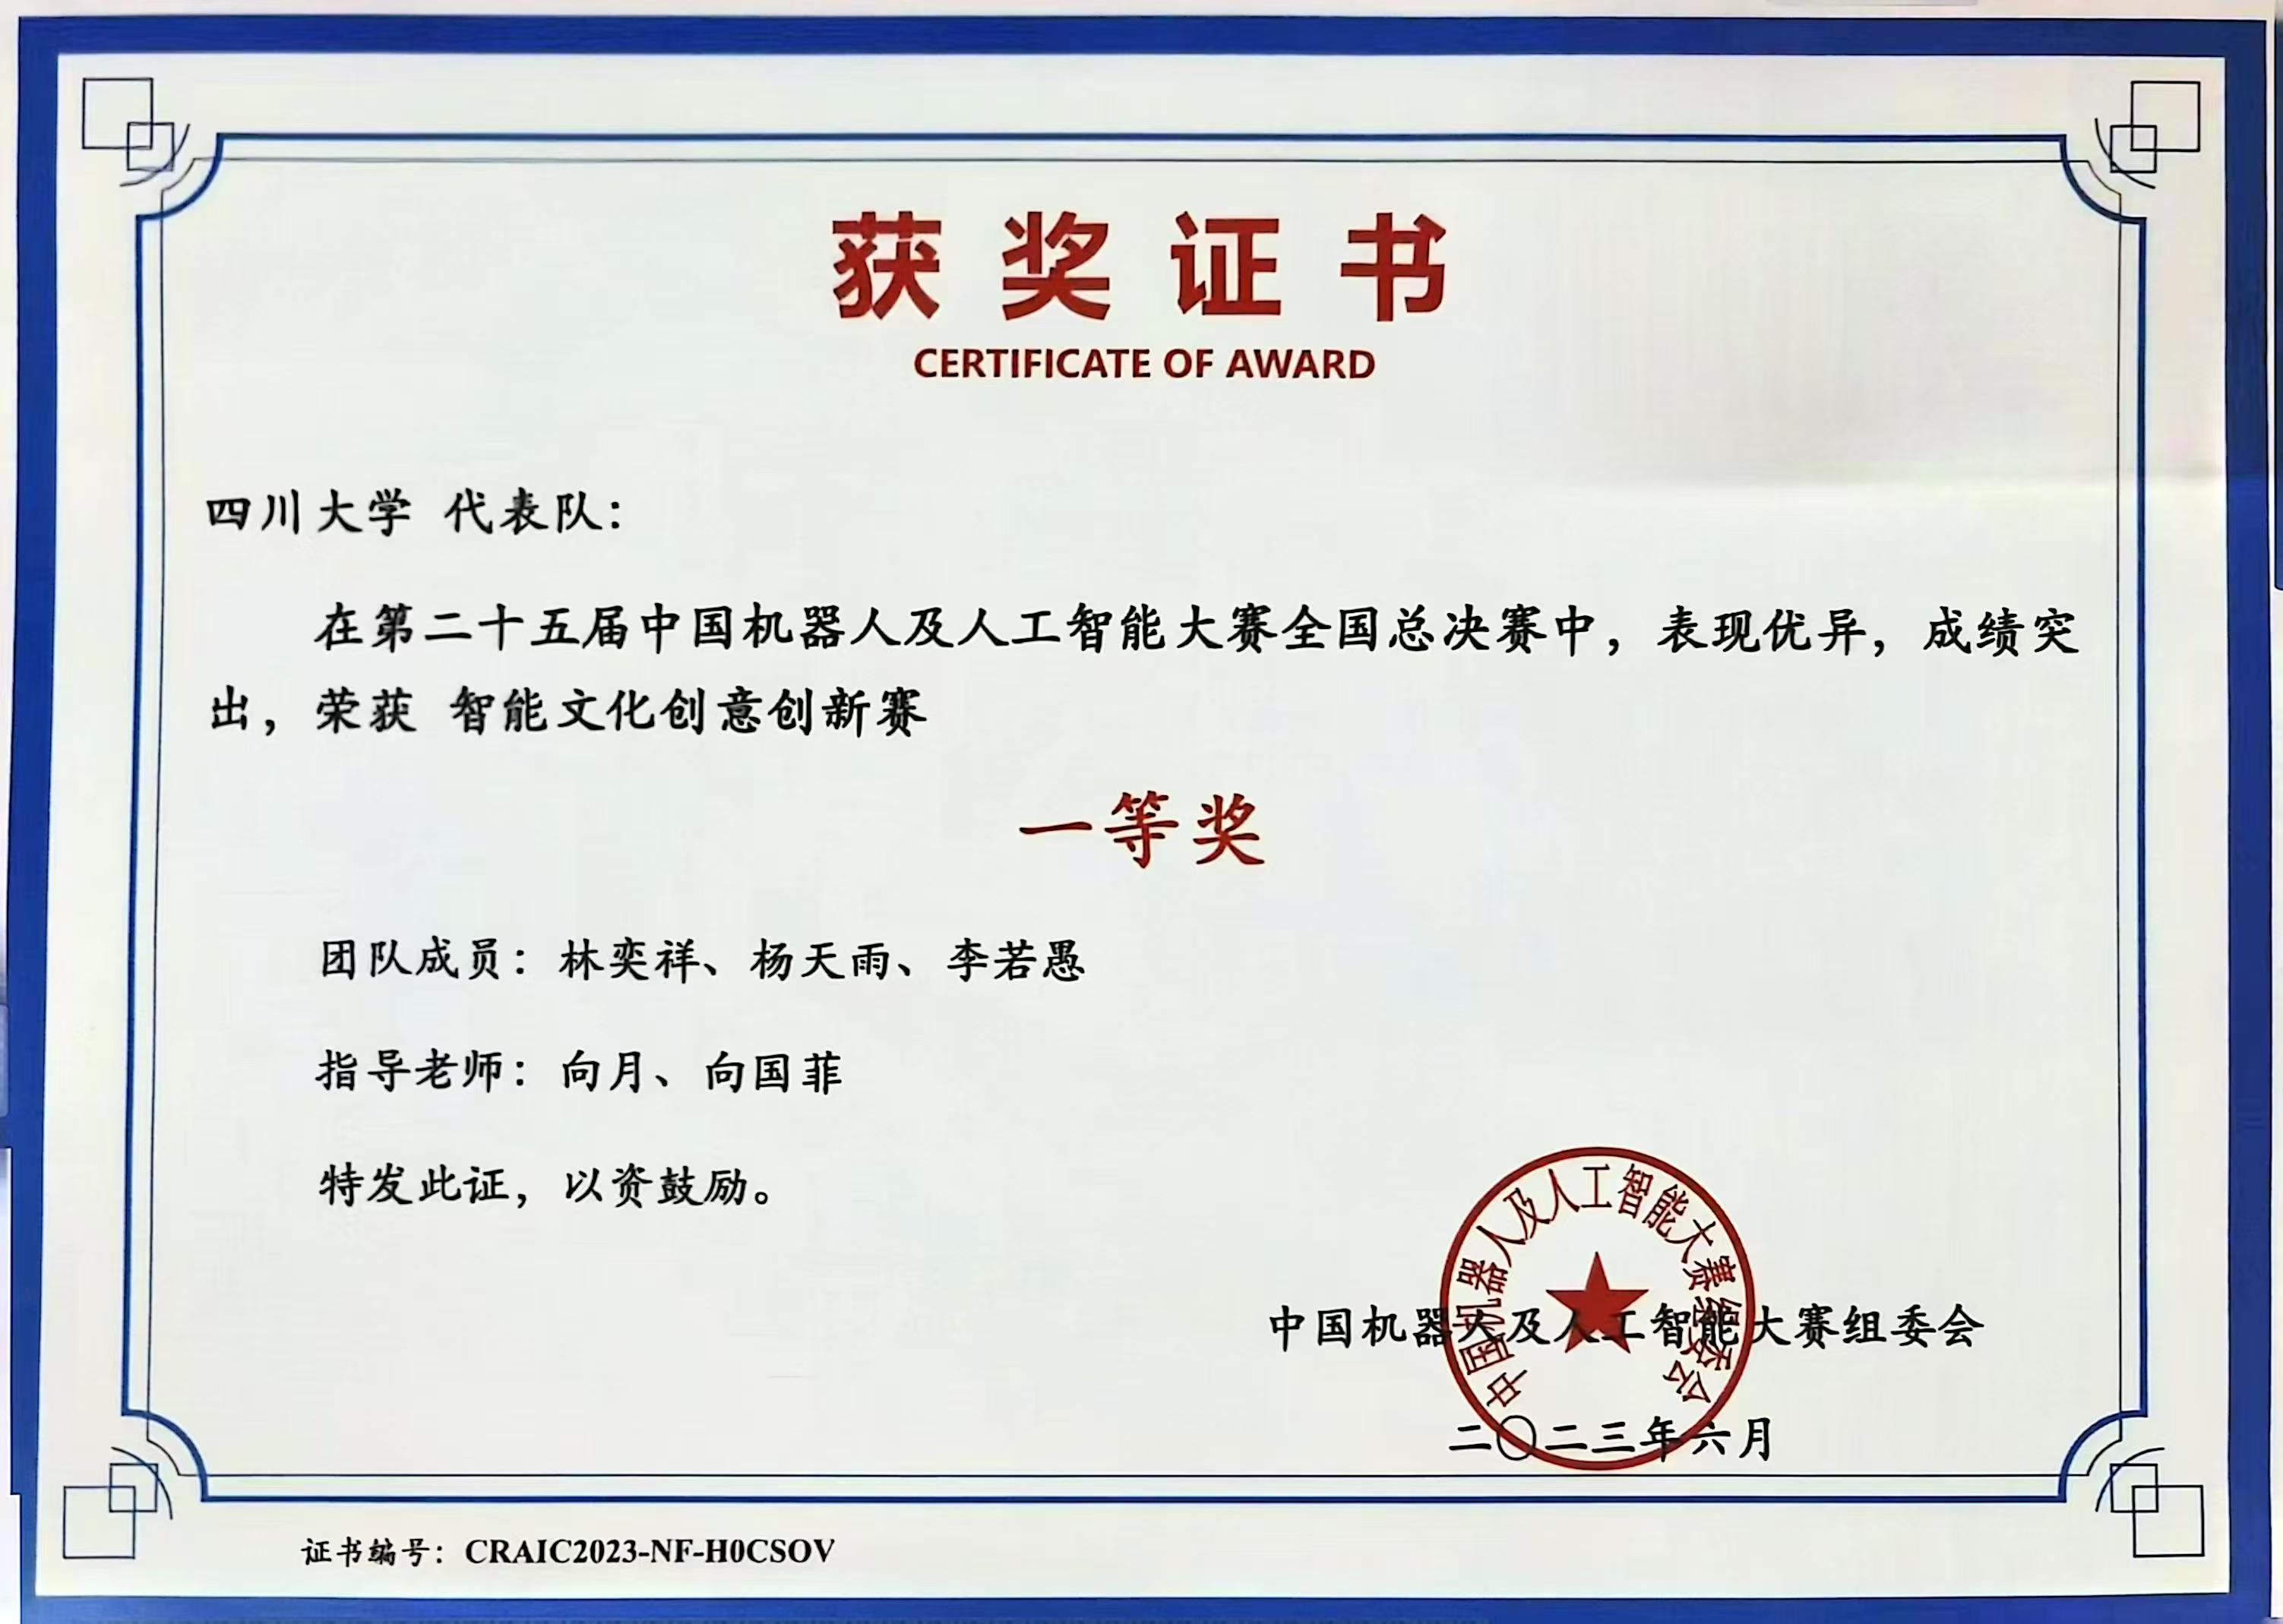 获奖证书
CERTIFICATE OF AWARD
四川大学 代表队：
在第二十五届中国机器人及人工智能大赛全国总决赛中，表现优异，成绩突
出，荣获 智能文化创意创新赛
一等奖
团队成员：林奕祥、杨天雨、李若愚
指导老师：向月、向国菲
特发此证，以资鼓励。
中国机器人及人工智能大赛组委会
中国机器人及人工智能大赛组委会
二〇二三年六月
证书编号：CRAIC2023-NF-H0CSOV